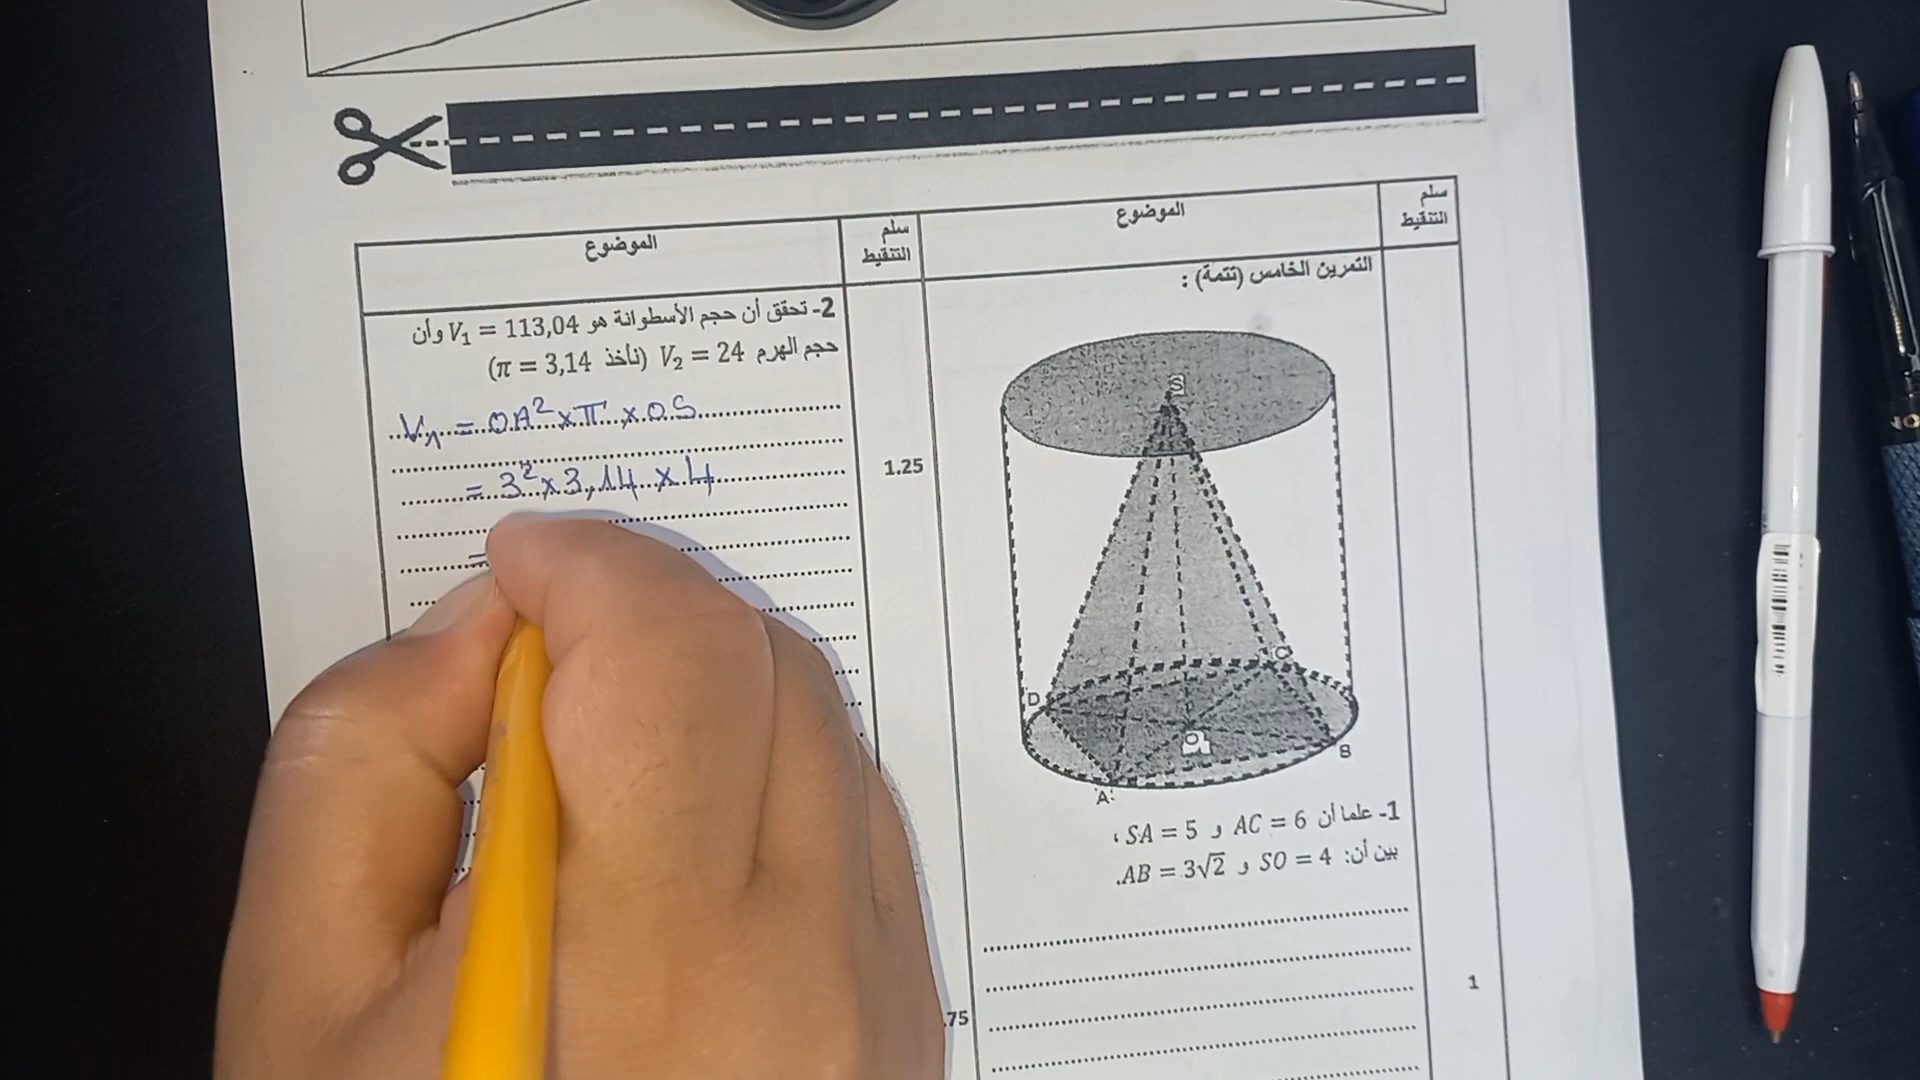 سلم التنقيط
الموضوع
سلم التنقيط
الموضوع
التمرين الخامس (تتمة) :
S
D
C
O
B
A
1- علما أن AC = 6 و SA = 5 ،
بين أن: SO = 4 و AB = 3√2.
1
1.25
.75
2- تحقق أن حجم الأسطوانة هو V₁ = 113,04 وأن
حجم الهرم V₂ = 24 (نأخذ π = 3,14)
V₁ = OA² × π × OS
= 3² × 3,14 × 4
=